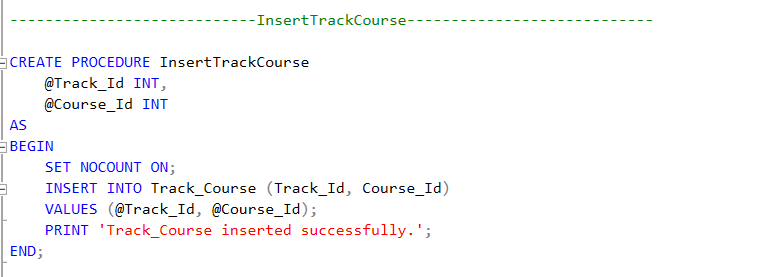 ----------------------------InsertTrackCourse----------------------------
CREATE PROCEDURE InsertTrackCourse
    @Track_Id INT,
    @Course_Id INT
AS
BEGIN
    SET NOCOUNT ON;
    INSERT INTO Track_Course (Track_Id, Course_Id)
    VALUES (@Track_Id, @Course_Id);
    PRINT 'Track_Course inserted successfully.';
END;